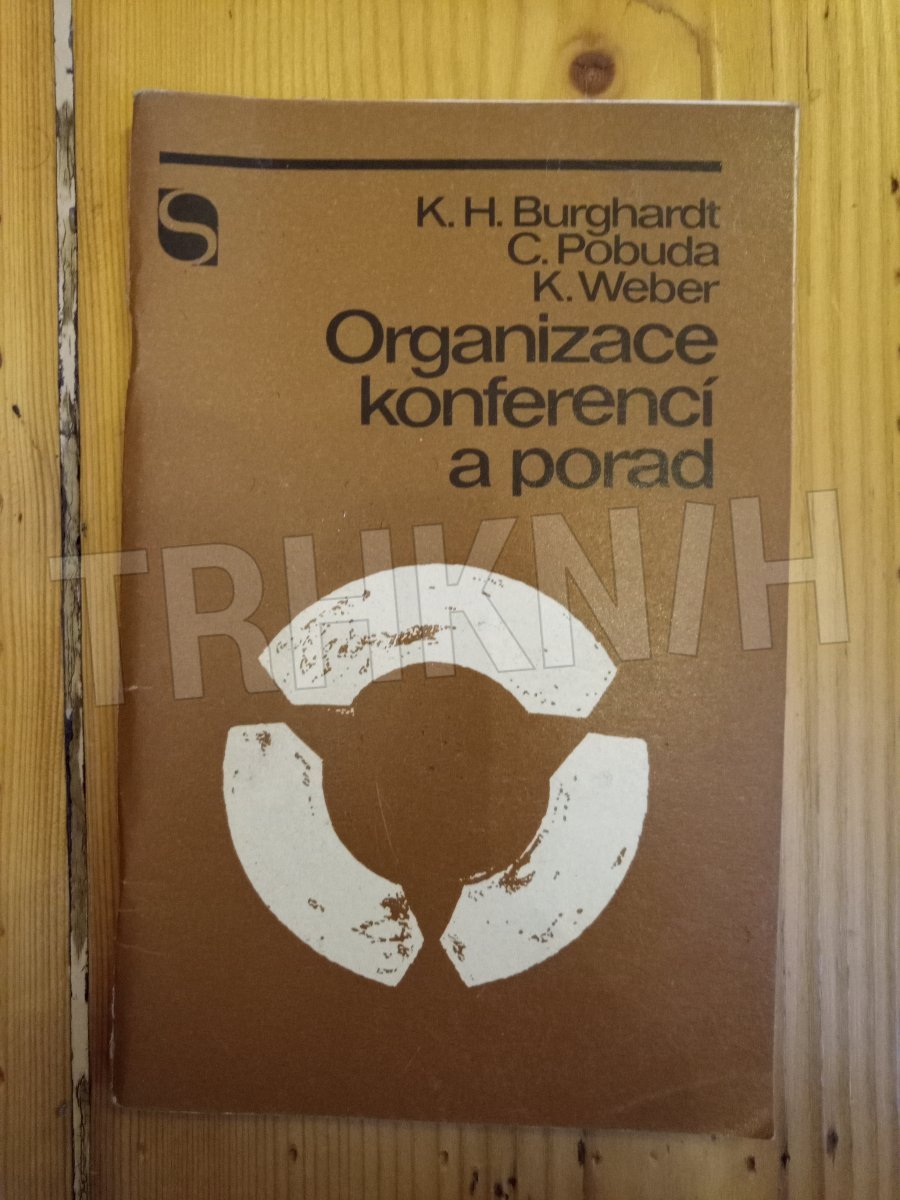 S
K. H. Burghardt
C. Pobuda
K. Weber
Organizace
konferencí
a porad
TRHKNIH